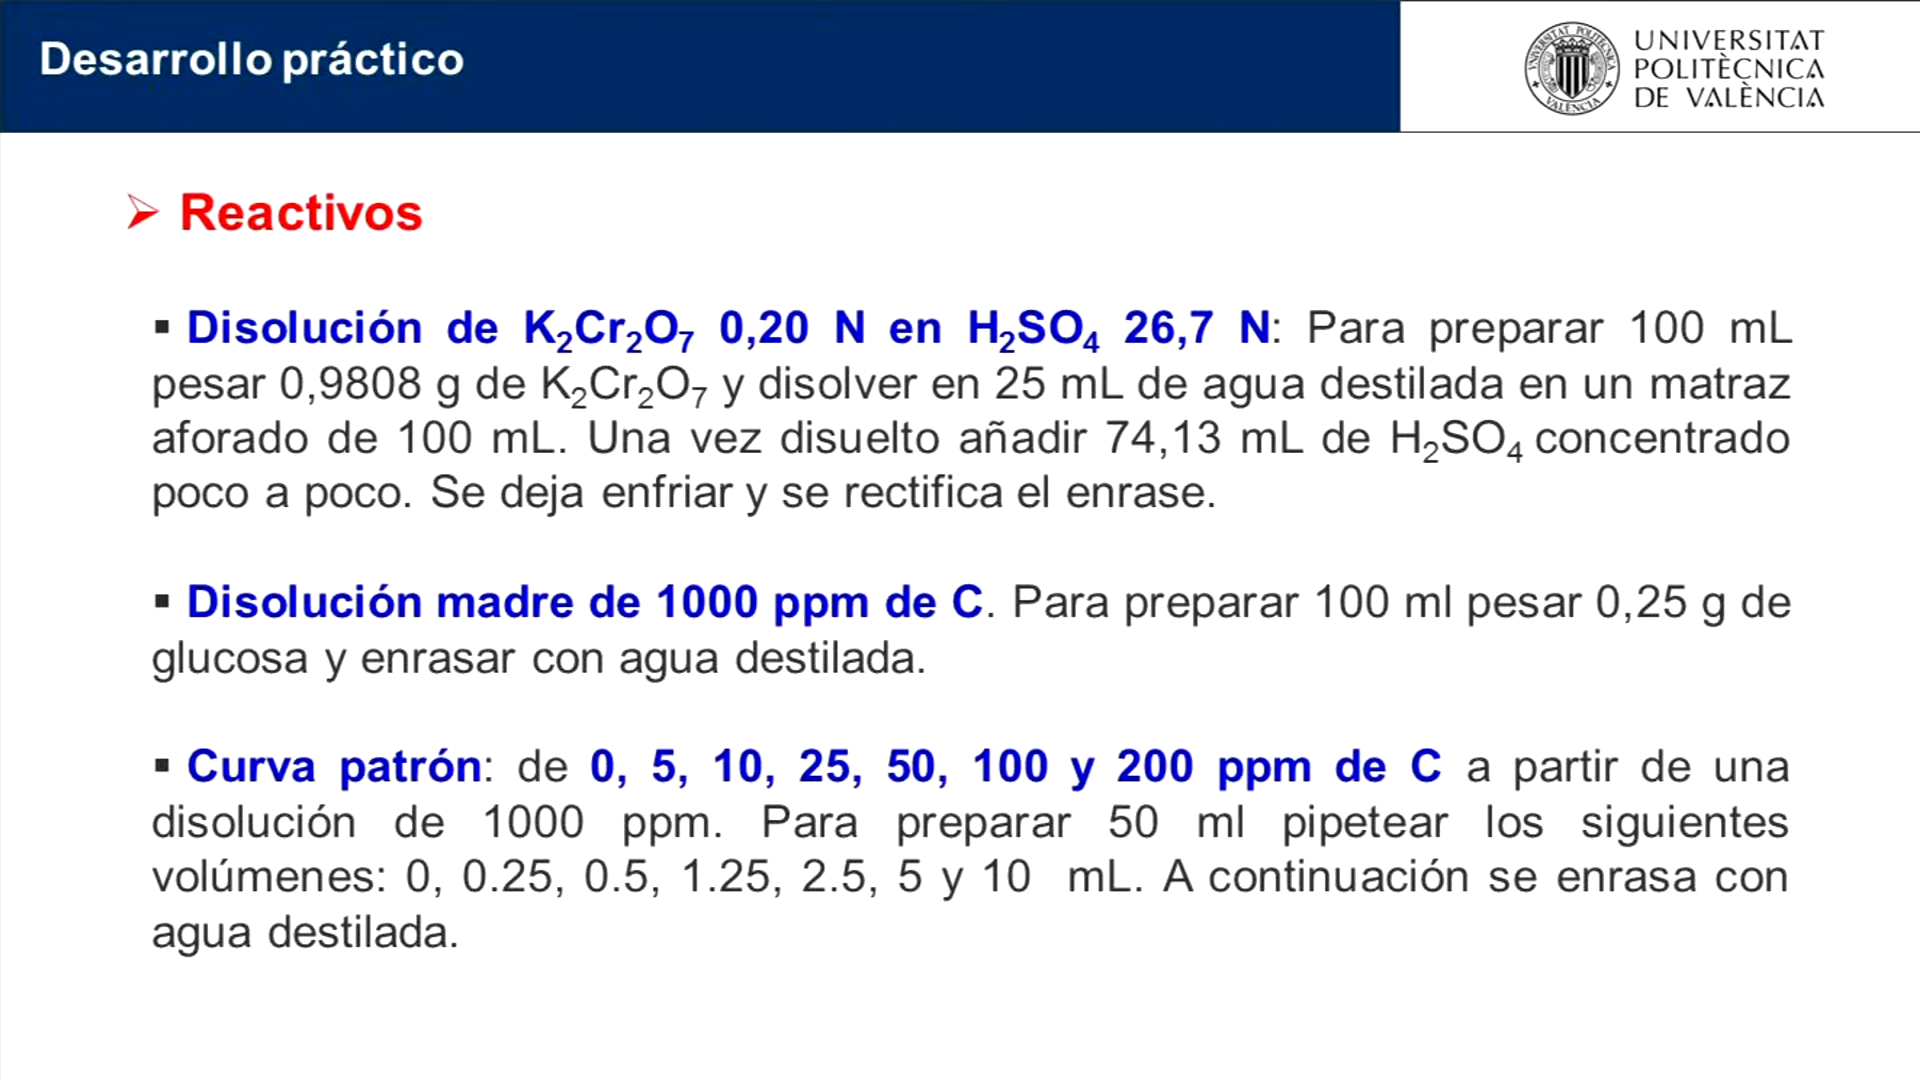 Desarrollo práctico
UNIVERSITAT
POLITÈCNICA
DE VALÈNCIA
➢ Reactivos
▪ Disolución de K₂Cr₂O₇ 0,20 N en H₂SO₄ 26,7 N: Para preparar 100 mL
pesar 0,9808 g de K₂Cr₂O₇ y disolver en 25 mL de agua destilada en un matraz
aforado de 100 mL. Una vez disuelto añadir 74,13 mL de H₂SO₄ concentrado
poco a poco. Se deja enfriar y se rectifica el enrase.
▪ Disolución madre de 1000 ppm de C. Para preparar 100 ml pesar 0,25 g de
glucosa y enrasar con agua destilada.
▪ Curva patrón: de 0, 5, 10, 25, 50, 100 y 200 ppm de C a partir de una
disolución de 1000 ppm. Para preparar 50 ml pipetear los siguientes
volúmenes: 0, 0.25, 0.5, 1.25, 2.5, 5 y 10 mL. A continuación se enrasa con
agua destilada.